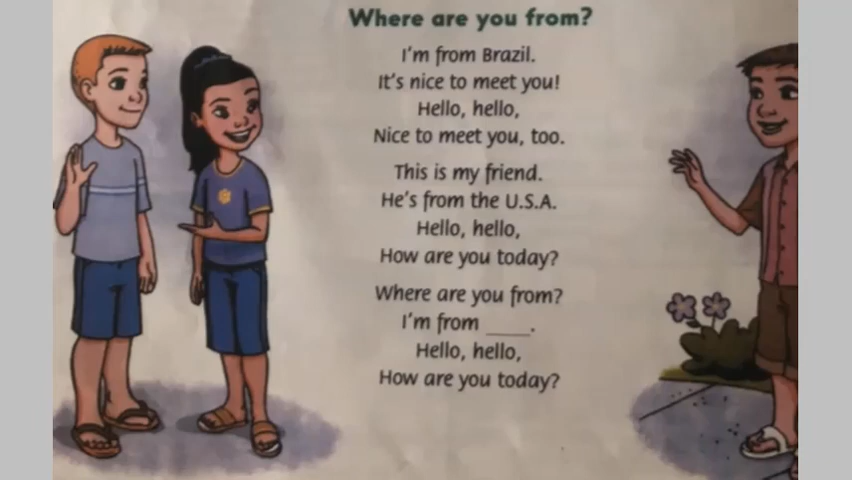 Where are you from?
I'm from Brazil.
It's nice to meet you!
Hello, hello,
Nice to meet you, too.
This is my friend.
He's from the U.S.A.
Hello, hello,
How are you today?
Where are you from?
I'm from ____.
Hello, hello,
How are you today?